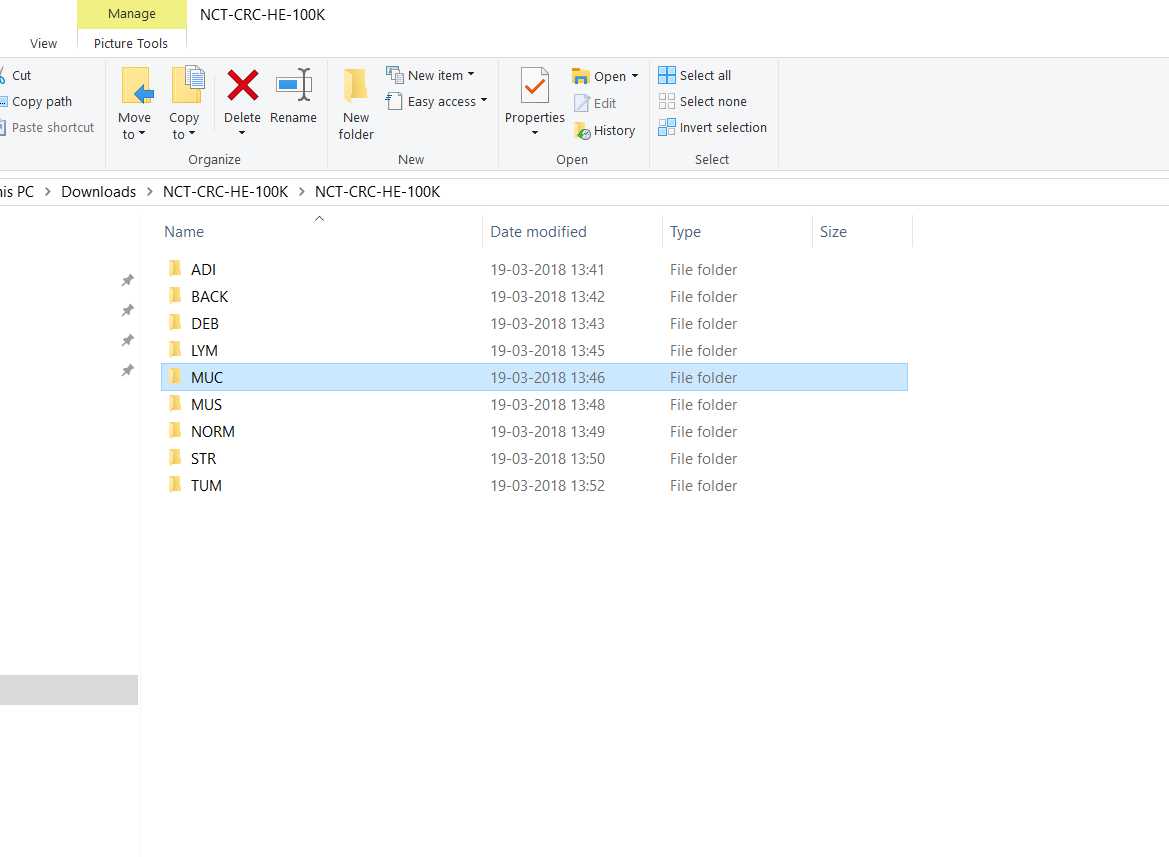 Manage NCT-CRC-HE-100K
View Picture Tools
Cut
Copy path
Paste shortcut
Move to
Copy to
Delete
Rename
Organize
New folder
New item
Easy access
New
Properties
Open
Edit
History
Open
Select all
Select none
Invert selection
Select
his PC > Downloads > NCT-CRC-HE-100K > NCT-CRC-HE-100K
Name Date modified Type Size
ADI 19-03-2018 13:41 File folder
BACK 19-03-2018 13:42 File folder
DEB 19-03-2018 13:43 File folder
LYM 19-03-2018 13:45 File folder
MUC 19-03-2018 13:46 File folder
MUS 19-03-2018 13:48 File folder
NORM 19-03-2018 13:49 File folder
STR 19-03-2018 13:50 File folder
TUM 19-03-2018 13:52 File folder